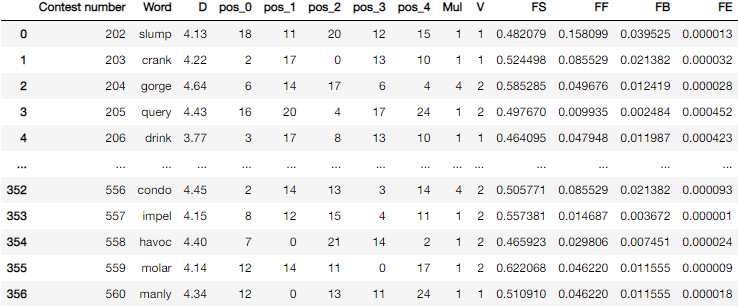 Contest number Word D pos_0 pos_1 pos_2 pos_3 pos_4 Mul V FS FF FB FE
0 202 slump 4.13 18 11 20 12 15 1 1 0.482079 0.158099 0.039525 0.000013
1 203 crank 4.22 2 17 0 13 10 1 1 0.524498 0.085529 0.021382 0.000032
2 204 gorge 4.64 6 14 17 6 4 4 2 0.585285 0.049676 0.012419 0.000028
3 205 query 4.43 16 20 4 17 24 1 2 0.497670 0.009935 0.002484 0.000452
4 206 drink 3.77 3 17 8 13 10 1 1 0.464095 0.047948 0.011987 0.000423
... ... ... ... ... ... ... ... ... ... ... ... ... ... ...
352 556 condo 4.45 2 14 13 3 14 4 2 0.505771 0.085529 0.021382 0.000093
353 557 impel 4.15 8 12 15 4 11 1 2 0.557381 0.014687 0.003672 0.000001
354 558 havoc 4.40 7 0 21 14 2 1 2 0.465923 0.029806 0.007451 0.000024
355 559 molar 4.14 12 14 11 0 17 1 2 0.622068 0.046220 0.011555 0.000009
356 560 manly 4.34 12 0 13 11 24 1 1 0.510910 0.046220 0.011555 0.000018